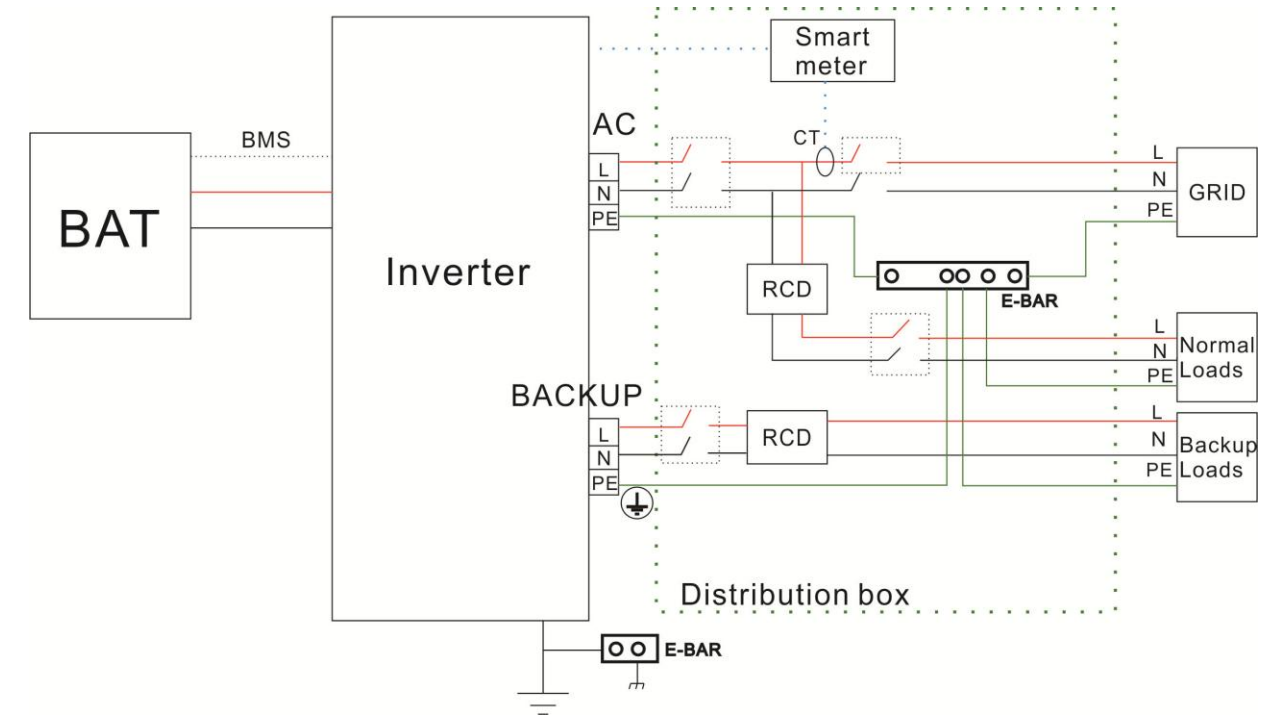 Smart
meter
BMS
AC
CT
L
N
PE
L
N
PE
GRID
BAT
Inverter
RCD
E-BAR
L
N
PE
Normal
Loads
BACKUP
L
N
PE
RCD
L
N
PE
Backup
Loads
Distribution box
E-BAR